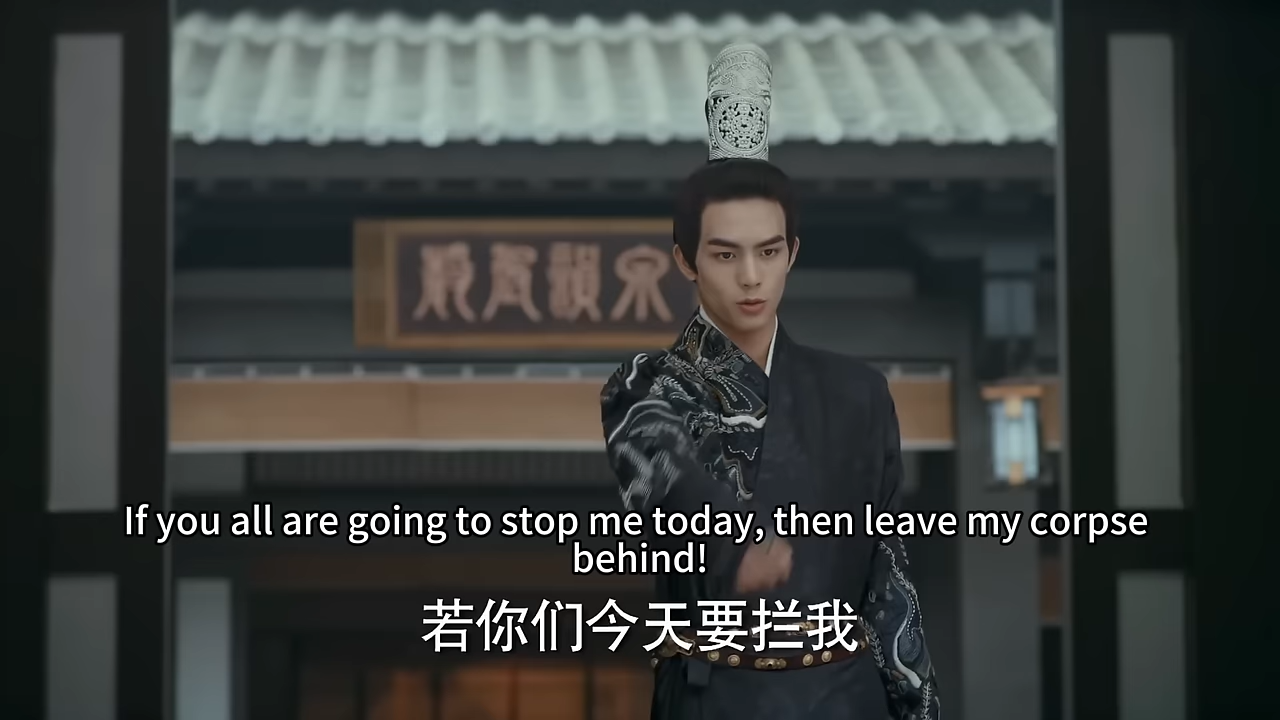 If you all are going to stop me today, then leave my corpse
behind!
若你们今天要拦我